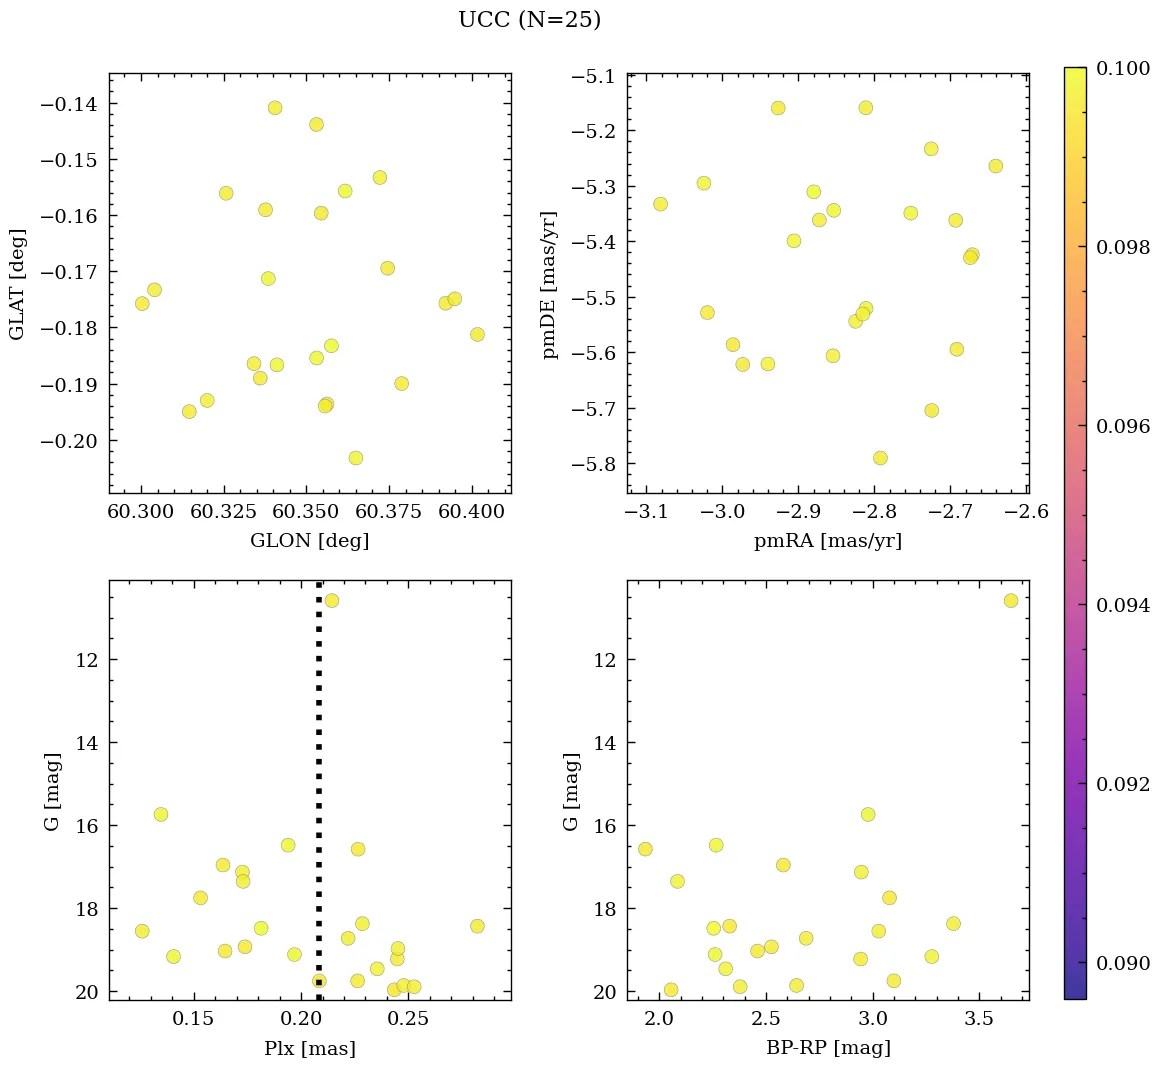 UCC (N=25)
−0.14
−0.15
−0.16
−0.17
−0.18
−0.19
−0.20
GLAT [deg]
60.300 60.325 60.350 60.375 60.400
GLON [deg]
−5.1
−5.2
−5.3
−5.4
−5.5
−5.6
−5.7
−5.8
pmDE [mas/yr]
−3.1 −3.0 −2.9 −2.8 −2.7 −2.6
pmRA [mas/yr]
12
14
16
18
20
G [mag]
0.15 0.20 0.25
Plx [mas]
12
14
16
18
20
G [mag]
2.0 2.5 3.0 3.5
BP-RP [mag]
0.100
0.098
0.096
0.094
0.092
0.090